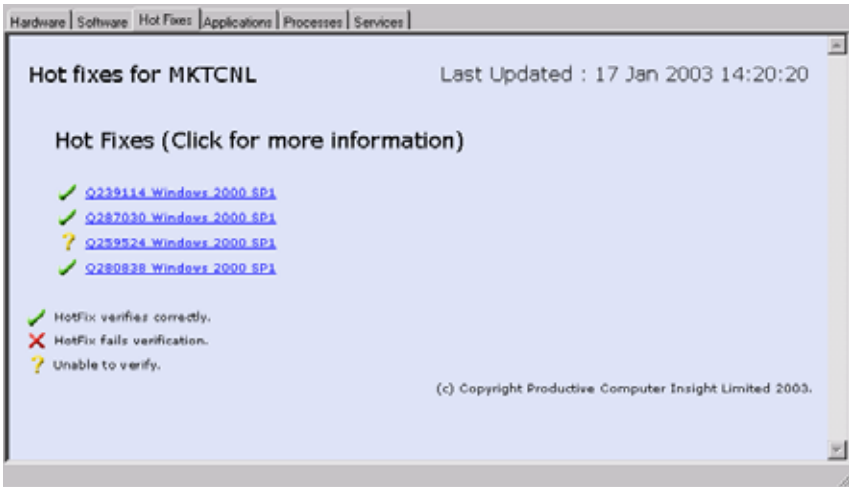 Hardware Software Hot Fixes Applications Processes Services
Hot fixes for MKTCNL Last Updated : 17 Jan 2003 14:20:20
Hot Fixes (Click for more information)
Q239114 Windows 2000 SP1
Q287030 Windows 2000 SP1
Q259524 Windows 2000 SP1
Q280838 Windows 2000 SP1
HotFix verifies correctly.
HotFix fails verification.
Unable to verify.
(c) Copyright Productive Computer Insight Limited 2003.